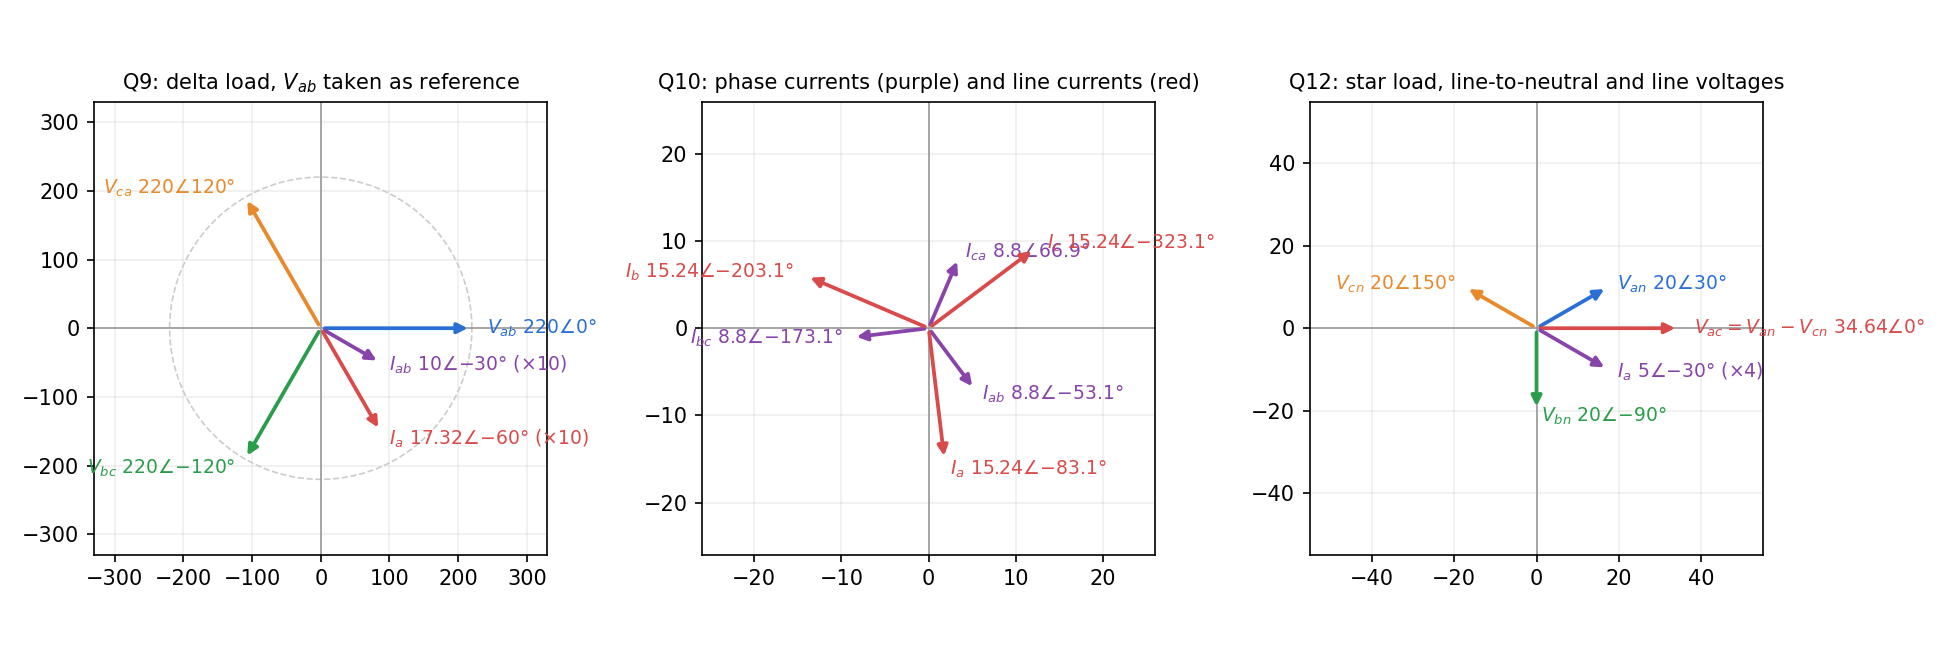 Q9: delta load, V_ab taken as reference
300
200
100
0
−100
−200
−300
−300 −200 −100 0 100 200 300
V_ca 220∠120°
V_ab 220∠0°
I_ab 10∠−30° (×10)
I_a 17.32∠−60° (×10)
V_bc 220∠−120°
Q10: phase currents (purple) and line currents (red)
20
10
0
−10
−20
−20 −10 0 10 20
I_c 15.24∠−323.1°
I_ca 8.8∠66.9°
I_b 15.24∠−203.1°
I_bc 8.8∠−173.1°
I_ab 8.8∠−53.1°
I_a 15.24∠−83.1°
Q12: star load, line-to-neutral and line voltages
40
20
0
−20
−40
−40 −20 0 20 40
V_cn 20∠150°
V_an 20∠30°
V_ac = V_an − V_cn 34.64∠0°
I_a 5∠−30° (×4)
V_bn 20∠−90°